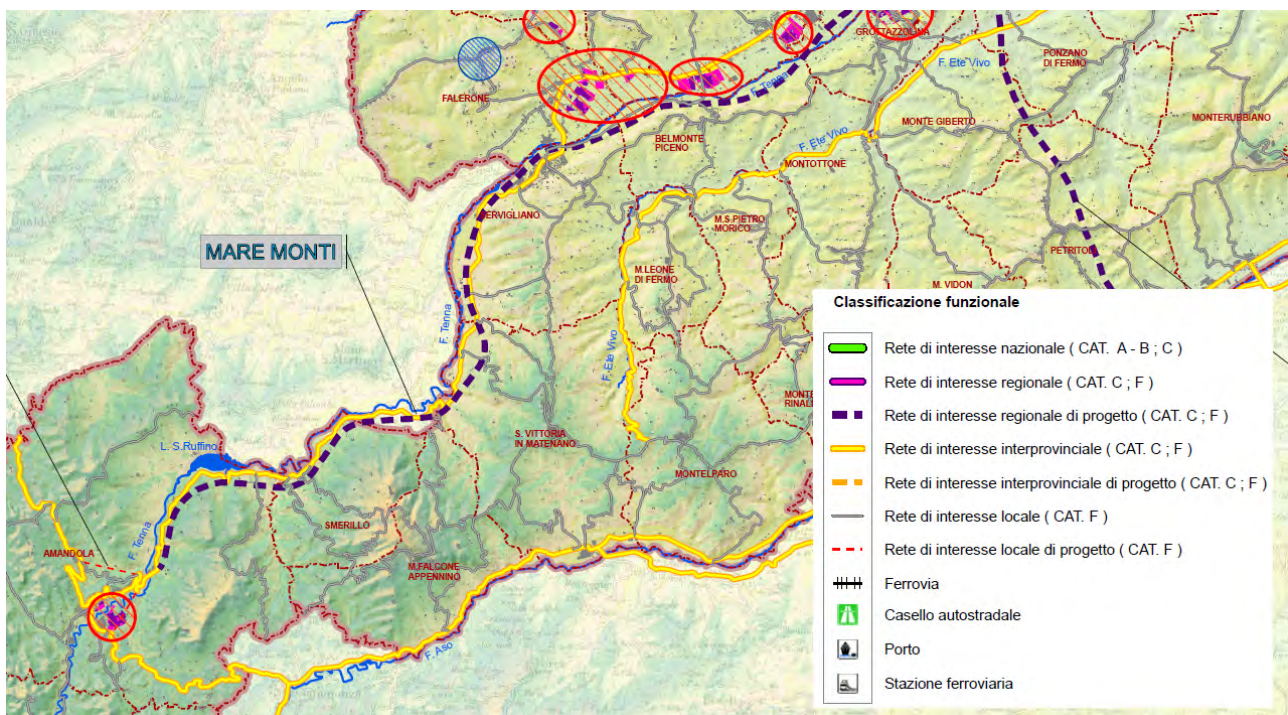 GROTTAZZOLINA
PONZANO
DI FERMO
F. Ete Vivo
FALERONE
F. Tenna
MONTERUBBIANO
MONTE GIBERTO
BELMONTE
PICENO
F. Ete Vivo
MONTOTTONE
SERVIGLIANO
M.S.PIETRO
MORICO
PETRITOLI
MARE MONTI
M.LEONE
DI FERMO
M. VIDON
F. Tenna
F. Ete Vivo
MONTE
RINAL
S. VITTORIA
IN MATENANO
L. S.Ruffino
MONTELPARO
SMERILLO
F. Tenna
AMANDOLA
M.FALCONE
APPENNINO
F. Aso
Classificazione funzionale
Rete di interesse nazionale ( CAT. A - B ; C )
Rete di interesse regionale ( CAT. C ; F )
Rete di interesse regionale di progetto ( CAT. C ; F )
Rete di interesse interprovinciale ( CAT. C ; F )
Rete di interesse interprovinciale di progetto ( CAT. C ; F )
Rete di interesse locale ( CAT. F )
Rete di interesse locale di progetto ( CAT. F )
Ferrovia
Casello autostradale
Porto
Stazione ferroviaria